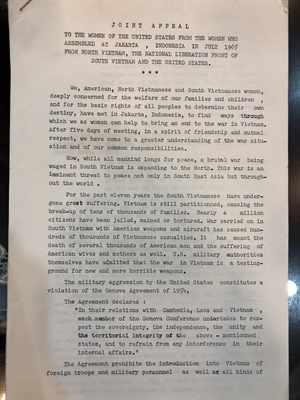 JOINT APPEAL
TO THE WOMEN OF THE UNITED STATES FROM THE WOMEN WHO
ASSEMBLED AT JAKARTA , INDONESIA IN JULY 1965
FROM NORTH VIETNAM, THE NATIONAL LIBERATION FRONT OF
SOUTH VIETNAM AND THE UNITED STATES.
* * *
We, American, North Vietnamese and South Vietnamese women,
deeply concerned for the welfare of our families and children ,
and for the basic rights of all peoples to determine their own
destiny, have met in Jakarta, Indonesia, to find ways through
which we as women can help to bring an end to the war in Vietnam.
After five days of meeting, in a spirit of friendship and mutual
respect, we have come to a greater understanding of the war situ-
ation and of our common responsibilities.
Now, while all mankind longs for peace, a brutal war being
waged in South Vietnam is expanding to the North. This war is an
imminent threat to peace not only in South East Asia but through-
out the world .
For the past eleven years the South Vietnamese have under-
gone great suffering. Vietnam is still partitioned, causing the
break-up of tens of thousands of families. Nearly a million
citizens have been jailed, maimed or tortured. War carried on in
South Vietnam with American weapons and aircraft has caused hun-
dreds of thousands of Vietnamese casualties. It has meant the
death of several thousands of American men and the suffering of
American wives and mothers as well. U.S. military authorities
themselves have admitted that the war in Vietnam is a testing-
ground for new and more horrible weapons.
The military aggression by the United States constitutes a
violation of the Geneva Agreement of 1954.
The Agreement declares :
"In their relations with Cambodia, Laos and Vietnam ,
each member of the Geneva Conference undertakes to res-
pect the sovereignty, the independence, the unity and
the territorial integrity of the above - mentioned
states, and to refrain from any interference in their
internal affairs."
The Agreement prohibits the introduction into Vietnam of
foreign troops and military personnel as well as all kinds of